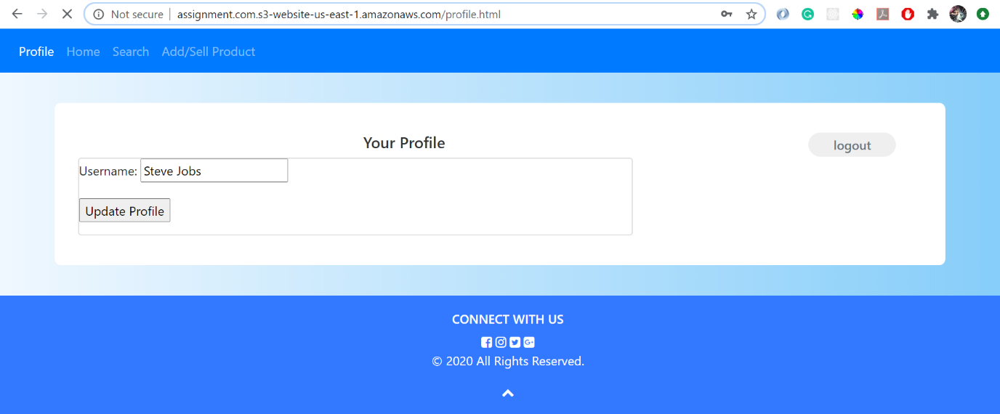 Not secure | assignment.com.s3-website-us-east-1.amazonaws.com/profile.html
Profile Home Search Add/Sell Product
Your Profile
logout
Username: Steve Jobs
Update Profile
CONNECT WITH US
© 2020 All Rights Reserved.